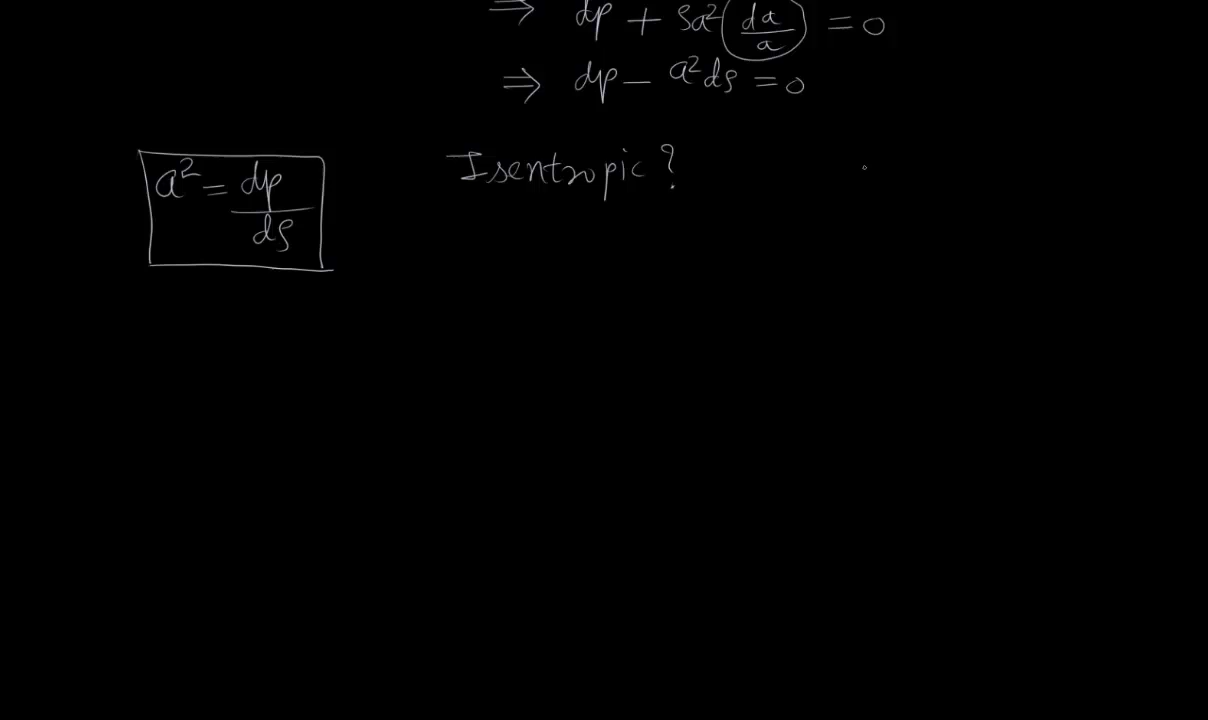 ⇒ dp + ρa²(da/a) = 0
⇒ dp − a²dρ = 0
a² = dp/dρ
Isentropic?